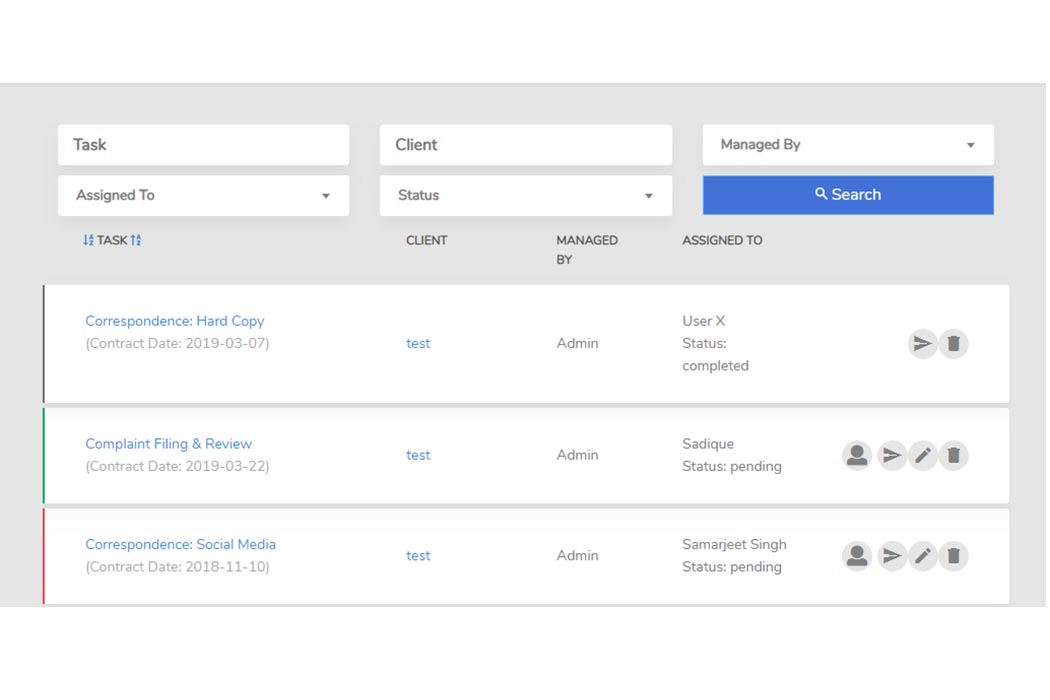 Task
Client
Managed By
Assigned To
Status
Search
TASK
CLIENT
MANAGED
BY
ASSIGNED TO
Correspondence: Hard Copy
(Contract Date: 2019-03-07)
test
Admin
User X
Status:
completed
Complaint Filing & Review
(Contract Date: 2019-03-22)
test
Admin
Sadique
Status: pending
Correspondence: Social Media
(Contract Date: 2018-11-10)
test
Admin
Samarjeet Singh
Status: pending